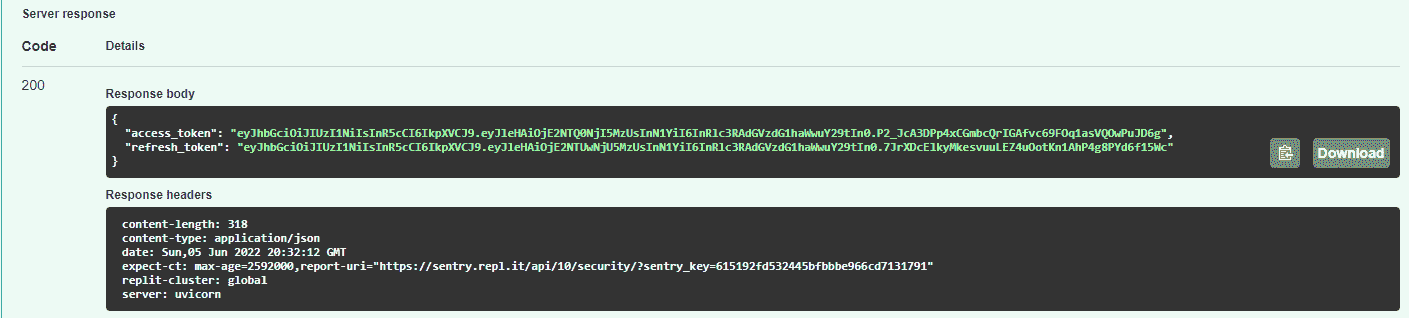 Server response
Code Details
200
Response body
{
"access_token": "eyJhbGciOiJIUzI1NiIsInR5cCI6IkpXVCJ9.eyJleHAiOjE2NTQ0NjI5MzUsInN1YiI6InRlc3RAdGVzdG1haWwuY29tIn0.P2_JcA3DPp4xCGmbcQrIGAfvc69FOq1asVQOwPuJD6g",
"refresh_token": "eyJhbGciOiJIUzI1NiIsInR5cCI6IkpXVCJ9.eyJleHAiOjE2NTUwNjU5MzUsInN1YiI6InRlc3RAdGVzdG1haWwuY29tIn0.7JrXDcElkyMkesvuuLEZ4uOotKn1AhP4g8PYd6f15Wc"
}
Download
Response headers
content-length: 318
content-type: application/json
date: Sun,05 Jun 2022 20:32:12 GMT
expect-ct: max-age=2592000,report-uri="https://sentry.repl.it/api/10/security/?sentry_key=615192fd532445bfbbbe966cd7131791"
replit-cluster: global
server: uvicorn